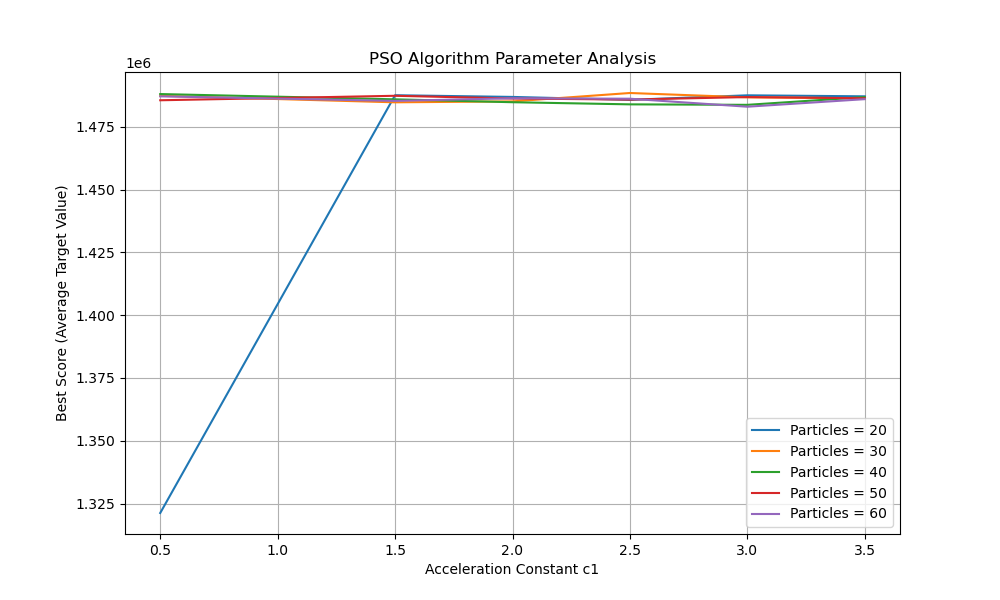 PSO Algorithm Parameter Analysis
1e6
1.475
1.450
1.425
1.400
1.375
1.350
1.325
Best Score (Average Target Value)
Particles = 20
Particles = 30
Particles = 40
Particles = 50
Particles = 60
0.5 1.0 1.5 2.0 2.5 3.0 3.5
Acceleration Constant c1